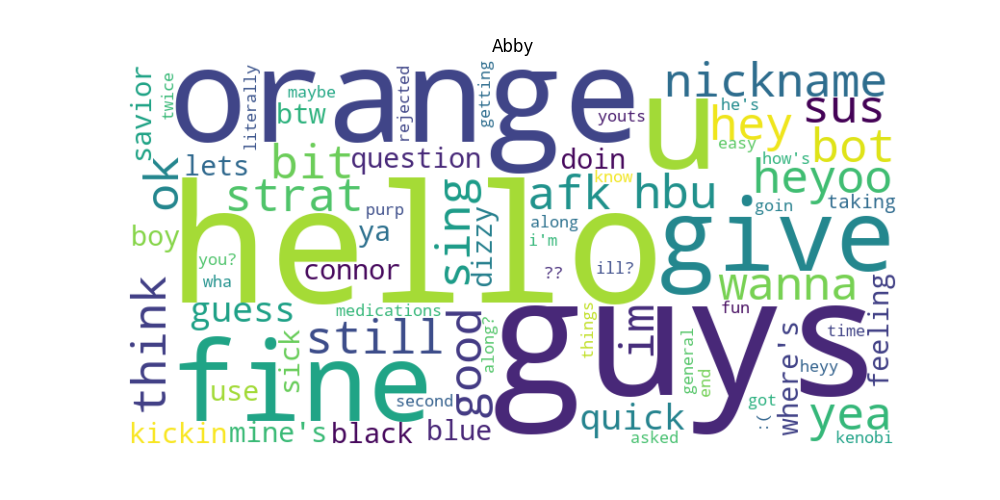 Abby
orange
u
nickname
savior
twice
literally
maybe
btw
rejected
getting
youts
he's
sus
hey
easy
bot
ok
lets
bit
question
doin
know
how's
heyoo
strat
purp
sing
dizzy
afk
hbu
goin
taking
boy
hello
ya
along
i'm
give
you?
wha
connor
??
ill?
wanna
think
guess
medications
good
along?
guys
things
im
fun
feeling
sick
still
general
end
where's
time
heyy
fine
use
second
quick
got
:(
yea
kickin
mine's
black
blue
asked
kenobi